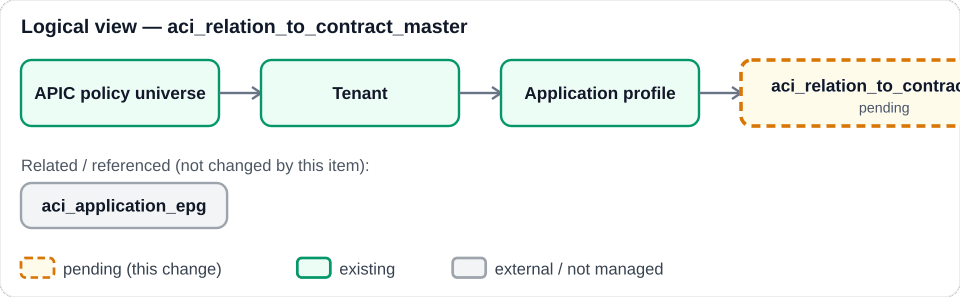 Logical view — aci_relation_to_contract_master
APIC policy universe
Tenant
Application profile
aci_relation_to_contrac
pending
Related / referenced (not changed by this item):
aci_application_epg
pending (this change)
existing
external / not managed